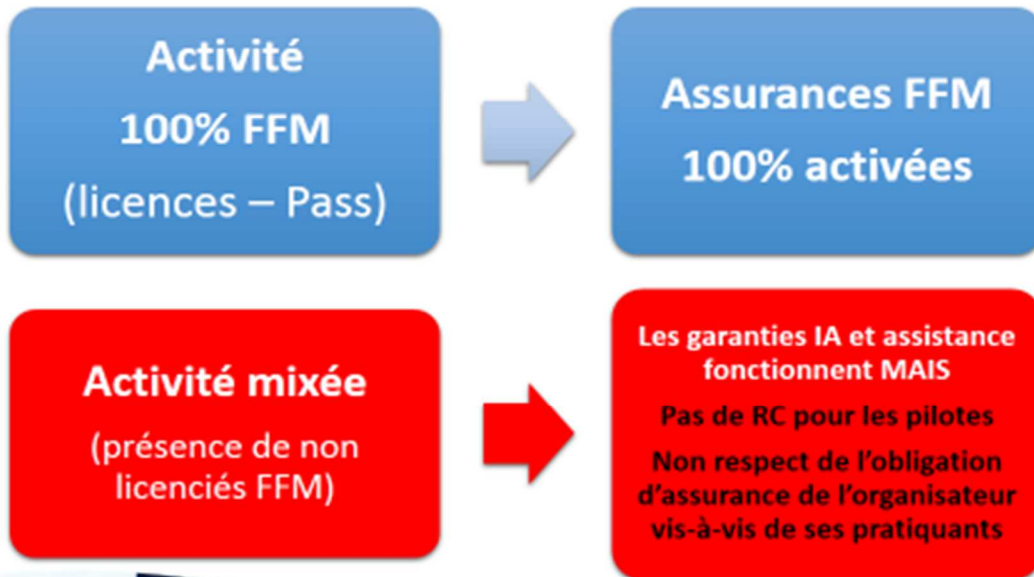 Activité
100% FFM
(licences – Pass)
Assurances FFM
100% activées
Activité mixée
(présence de non
licenciés FFM)
Les garanties IA et assistance
fonctionnent MAIS
Pas de RC pour les pilotes
Non respect de l'obligation
d'assurance de l'organisateur
vis-à-vis de ses pratiquants